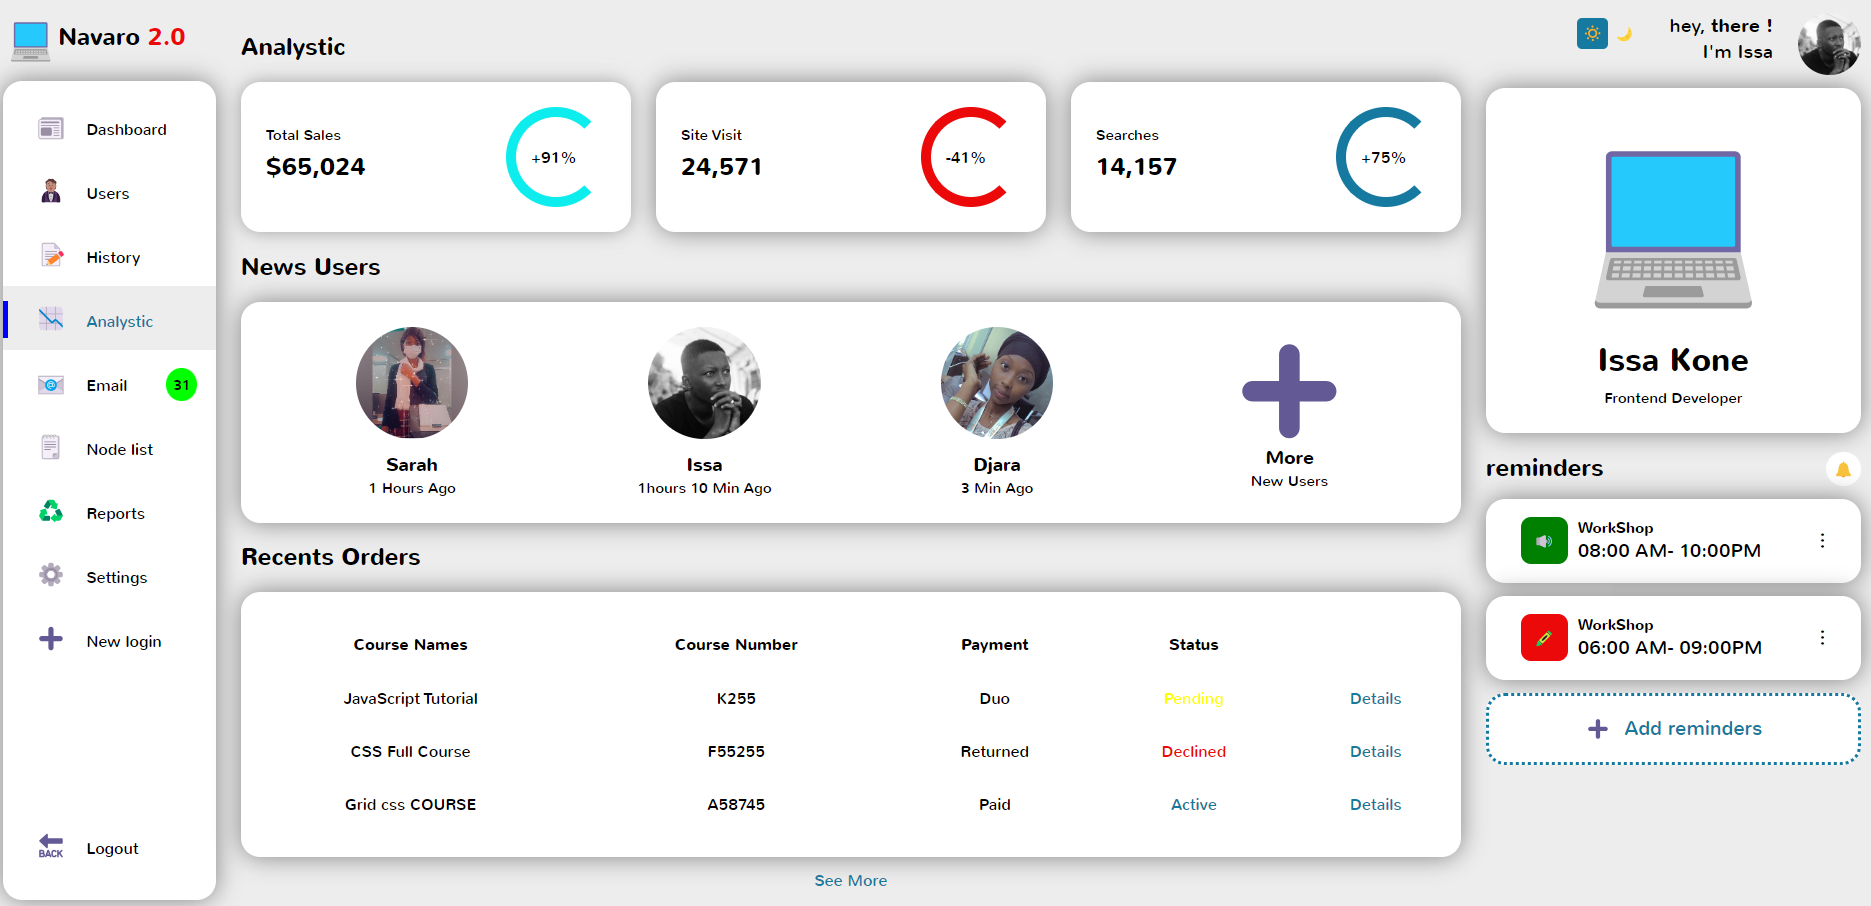 Navaro 2.0
Dashboard
Users
History
Analystic
Email 31
Node list
Reports
Settings
New login
BACK
Logout
Analystic
Total Sales
$65,024
+91%
Site Visit
24,571
-41%
Searches
14,157
+75%
News Users
Sarah
1 Hours Ago
Issa
1hours 10 Min Ago
Djara
3 Min Ago
More
New Users
Recents Orders
Course Names Course Number Payment Status
JavaScript Tutorial K255 Duo Pending Details
CSS Full Course F55255 Returned Declined Details
Grid css COURSE A58745 Paid Active Details
See More
hey, there !
I'm Issa
Issa Kone
Frontend Developer
reminders
WorkShop
08:00 AM- 10:00PM
WorkShop
06:00 AM- 09:00PM
Add reminders